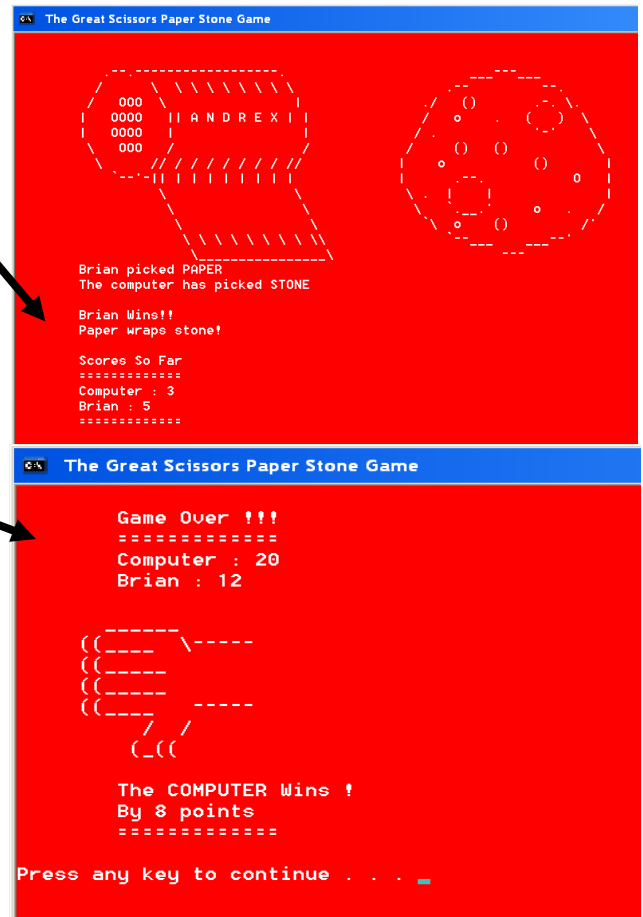 The Great Scissors Paper Stone Game
ANDREX
Brian picked PAPER
The computer has picked STONE
Brian Wins!!
Paper wraps stone!
Scores So Far
=============
Computer : 3
Brian : 5
=============
The Great Scissors Paper Stone Game
Game Over !!!
=============
Computer : 20
Brian : 12
The COMPUTER Wins !
By 8 points
=============
Press any key to continue . . . _